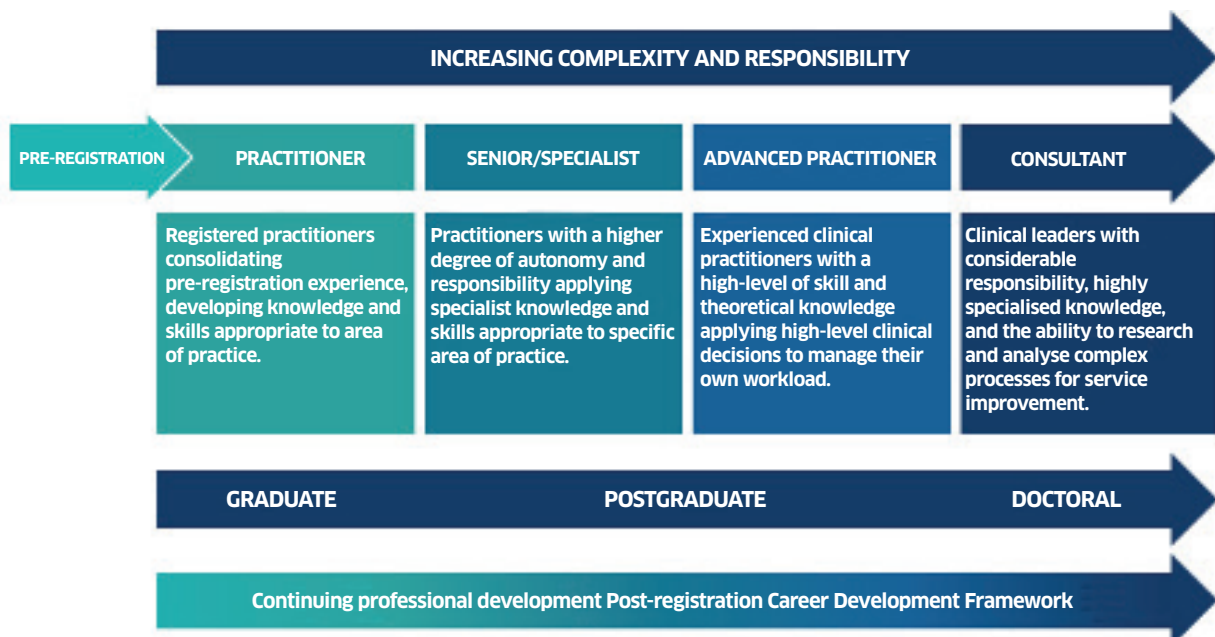 INCREASING COMPLEXITY AND RESPONSIBILITY
PRE-REGISTRATION
PRACTITIONER
SENIOR/SPECIALIST
ADVANCED PRACTITIONER
CONSULTANT
Registered practitioners
consolidating
pre-registration experience,
developing knowledge and
skills appropriate to area
of practice.
Practitioners with a higher
degree of autonomy and
responsibility applying
specialist knowledge and
skills appropriate to specific
area of practice.
Experienced clinical
practitioners with a
high-level of skill and
theoretical knowledge
applying high-level clinical
decisions to manage their
own workload.
Clinical leaders with
considerable
responsibility, highly
specialised knowledge,
and the ability to research
and analyse complex
processes for service
improvement.
GRADUATE
POSTGRADUATE
DOCTORAL
Continuing professional development Post-registration Career Development Framework